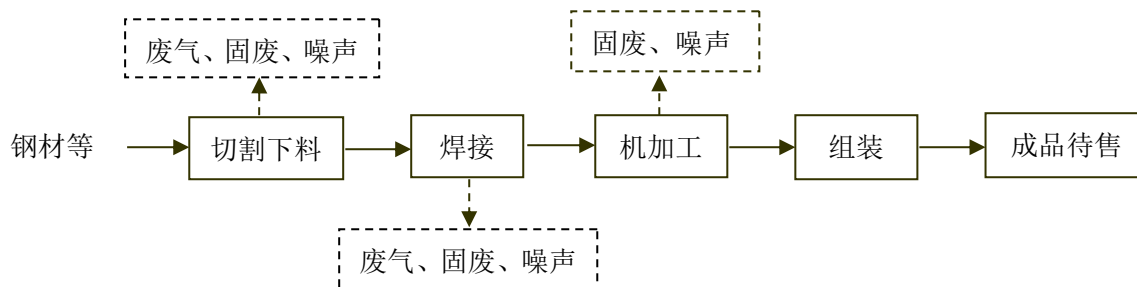 废气、固废、噪声
固废、噪声
钢材等
切割下料
焊接
机加工
组装
成品待售
废气、固废、噪声